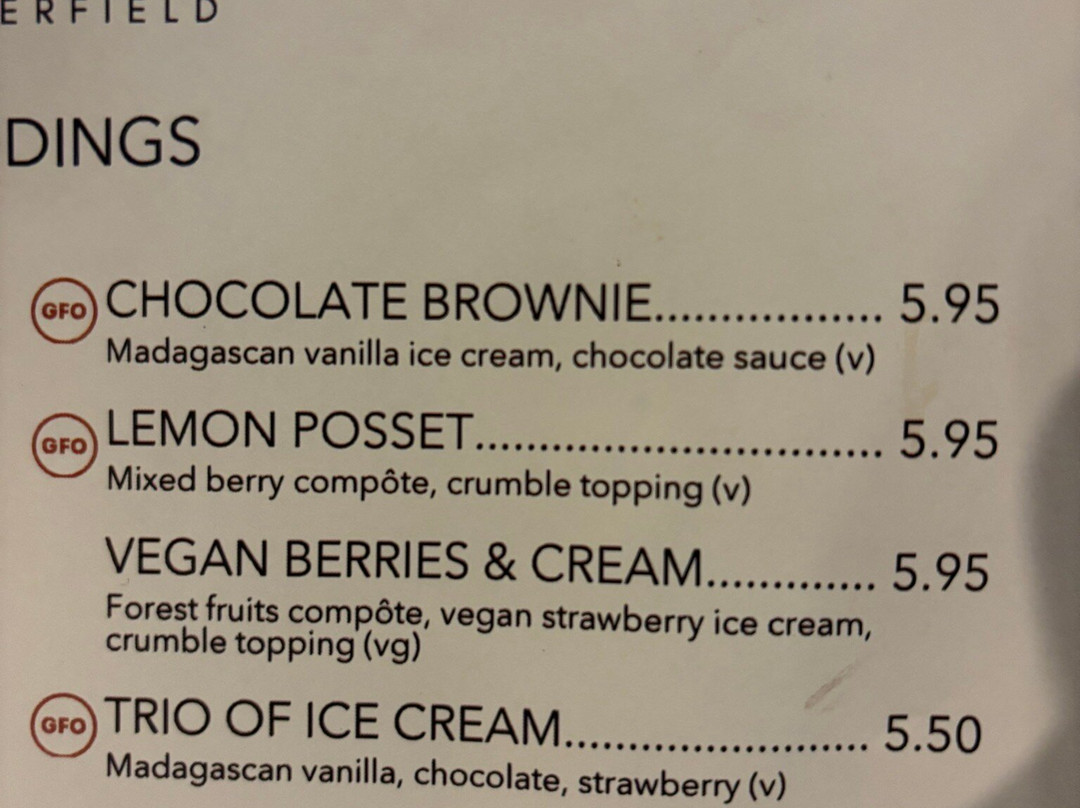 ERFIELD
DINGS
GFO CHOCOLATE BROWNIE................. 5.95
Madagascan vanilla ice cream, chocolate sauce (v)
GFO LEMON POSSET................................ 5.95
Mixed berry compôte, crumble topping (v)
VEGAN BERRIES & CREAM............. 5.95
Forest fruits compôte, vegan strawberry ice cream,
crumble topping (vg)
GFO TRIO OF ICE CREAM........................ 5.50
Madagascan vanilla, chocolate, strawberry (v)